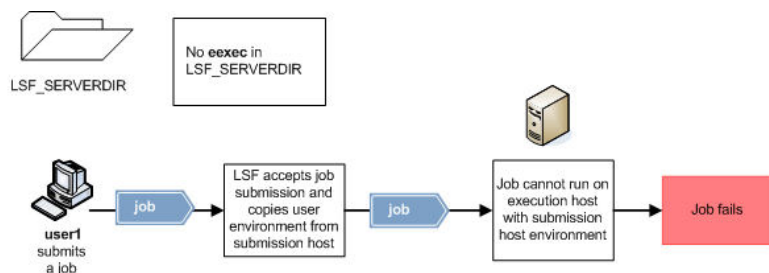 LSF_SERVERDIR
No eexec in
LSF_SERVERDIR
user1
submits
a job
job
LSF accepts job
submission and
copies user
environment from
submission host
job
Job cannot run on
execution host
with submission
host environment
Job fails